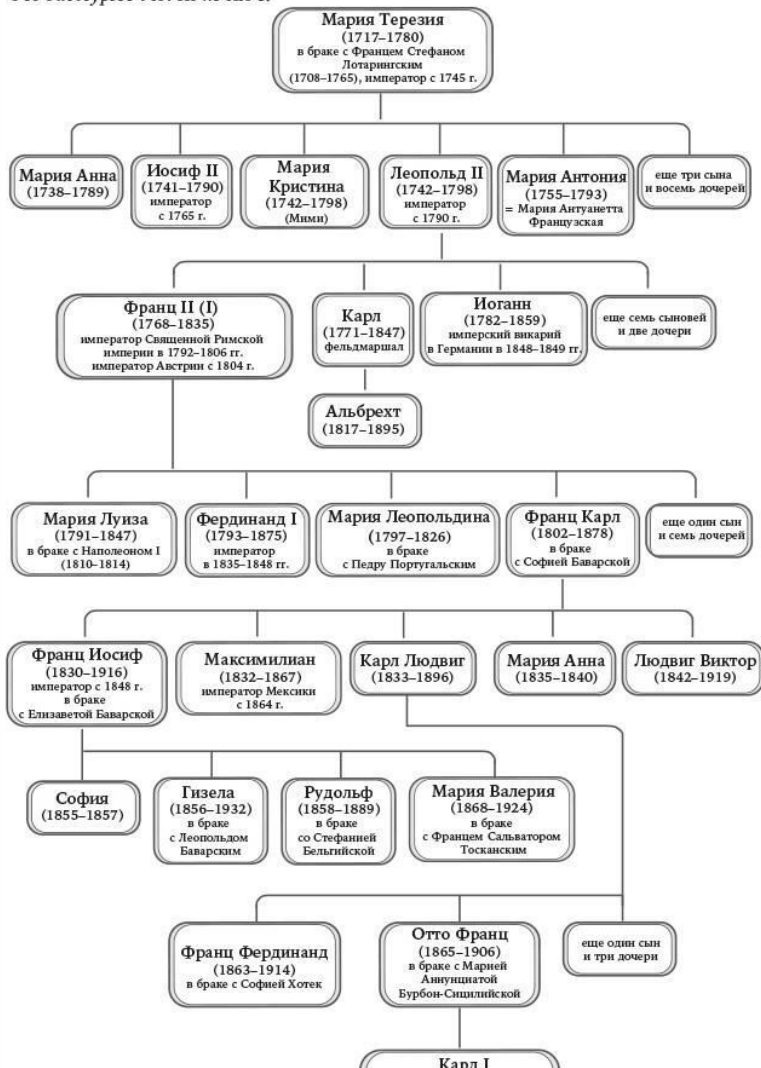 Мария Терезия
(1717–1780)
в браке с Францем Стефаном
Лотарингским
(1708–1765), император с 1745 г.
Мария Анна
(1738–1789)
Иосиф II
(1741–1790)
император
с 1765 г.
Мария
Кристина
(1742–1798)
(Мими)
Леопольд II
(1742–1798)
император
с 1790 г.
Мария Антония
(1755–1793)
= Мария Антуанетта
Французская
еще три сына
и восемь дочерей
Франц II (I)
(1768–1835)
император Священной Римской
империи в 1792–1806 гг.
император Австрии с 1804 г.
Карл
(1771–1847)
фельдмаршал
Иоганн
(1782–1859)
имперский викарий
в Германии в 1848–1849 гг.
еще семь сыновей
и две дочери
Альбрехт
(1817–1895)
Мария Луиза
(1791–1847)
в браке с Наполеоном I
(1810–1814)
Фердинанд I
(1793–1875)
император
в 1835–1848 гг.
Мария Леопольдина
(1797–1826)
в браке
с Педру Португальским
Франц Карл
(1802–1878)
в браке
с Софией Баварской
еще один сын
и семь дочерей
Франц Иосиф
(1830–1916)
император с 1848 г.
в браке
с Елизаветой Баварской
Максимилиан
(1832–1867)
император Мексики
с 1864 г.
Карл Людвиг
(1833–1896)
Мария Анна
(1835–1840)
Людвиг Виктор
(1842–1919)
София
(1855–1857)
Гизела
(1856–1932)
в браке
с Леопольдом
Баварским
Рудольф
(1858–1889)
в браке
со Стефанией
Бельгийской
Мария Валерия
(1868–1924)
в браке
с Францем Сальватором
Тосканским
Франц Фердинанд
(1863–1914)
в браке с Софией Хотек
Отто Франц
(1865–1906)
в браке с Марией
Аннунциатой
Бурбон-Сицилийской
еще один сын
и три дочери
Карл I